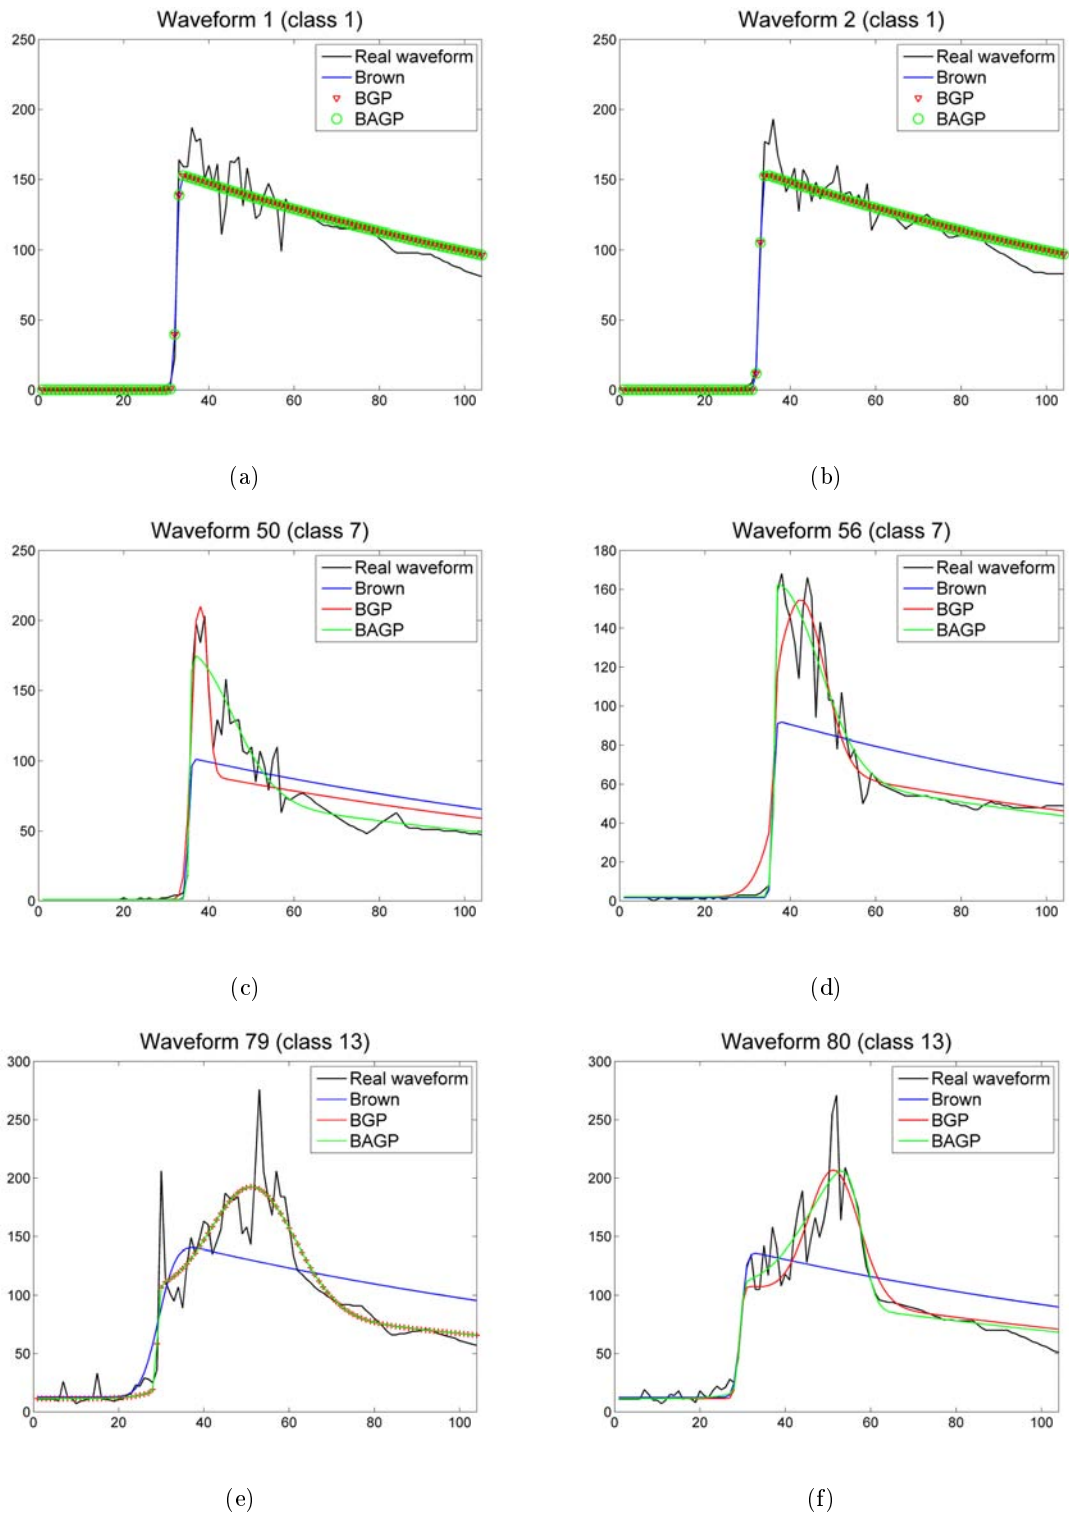 Waveform 1 (class 1)
250
200
150
100
50
0
0 20 40 60 80 100
Real waveform
Brown
BGP
BAGP
(a)
Waveform 2 (class 1)
250
200
150
100
50
0
0 20 40 60 80 100
Real waveform
Brown
BGP
BAGP
(b)
Waveform 50 (class 7)
250
200
150
100
50
0
0 20 40 60 80 100
Real waveform
Brown
BGP
BAGP
(c)
Waveform 56 (class 7)
180
160
140
120
100
80
60
40
20
0
0 20 40 60 80 100
Real waveform
Brown
BGP
BAGP
(d)
Waveform 79 (class 13)
300
250
200
150
100
50
0
0 20 40 60 80 100
Real waveform
Brown
BGP
BAGP
(e)
Waveform 80 (class 13)
300
250
200
150
100
50
0
0 20 40 60 80 100
Real waveform
Brown
BGP
BAGP
(f)